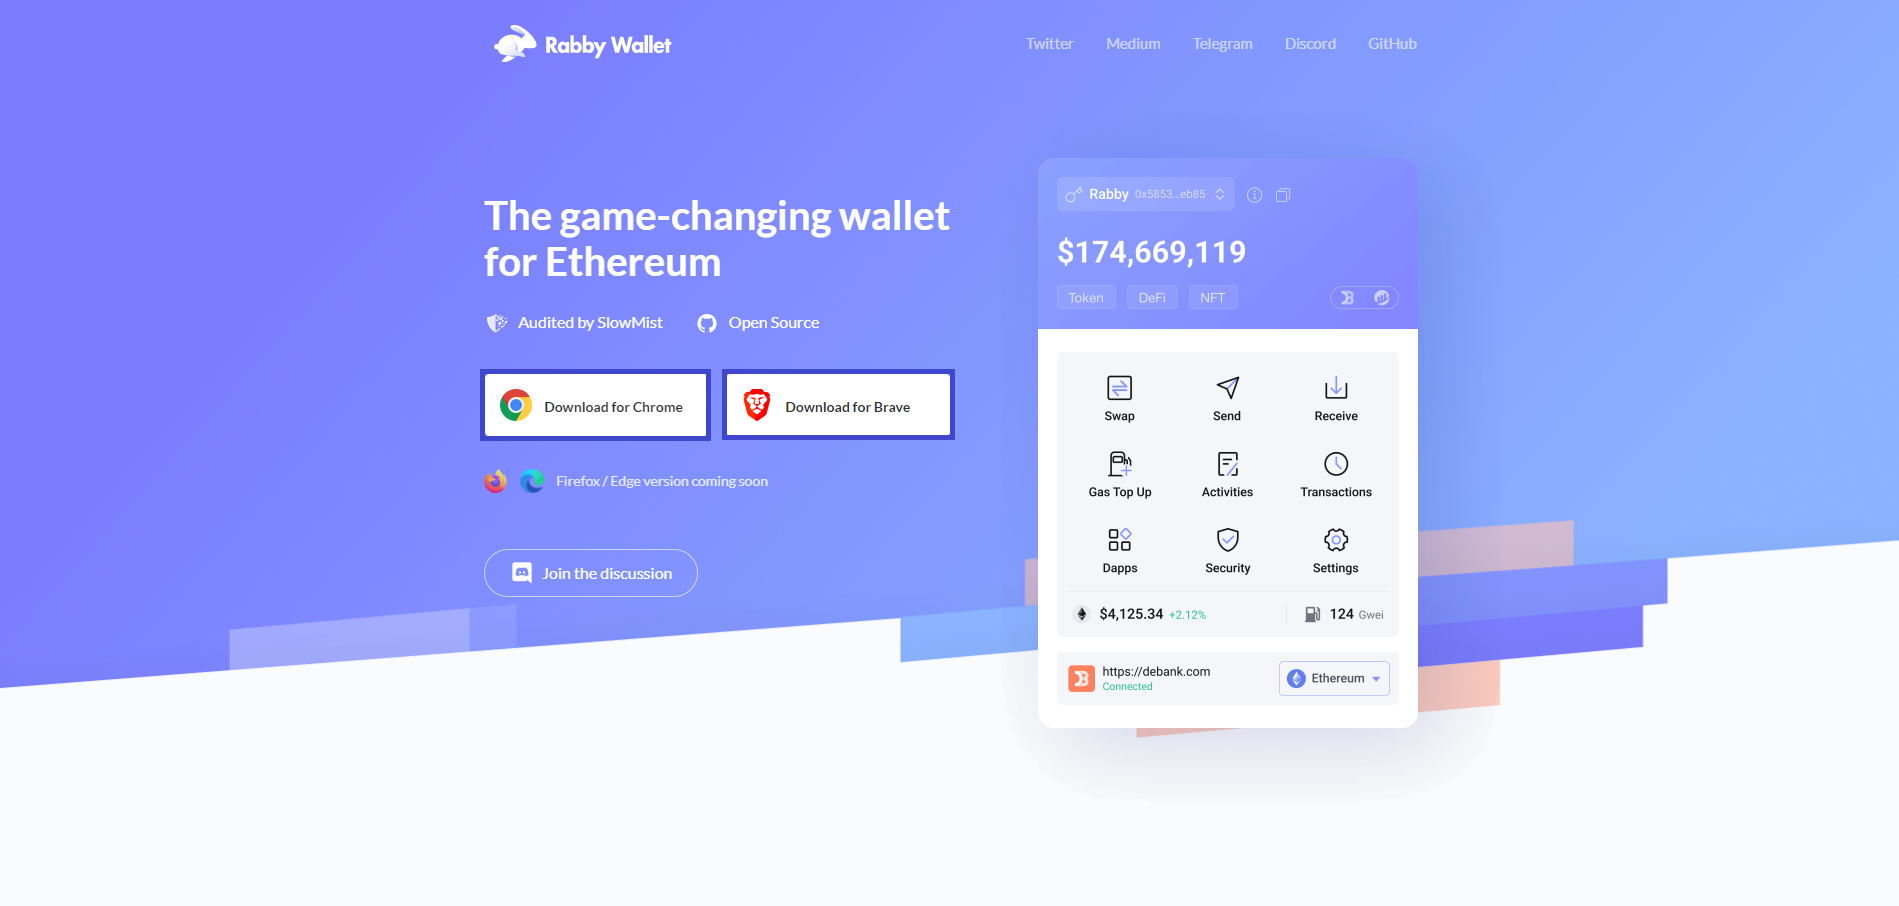 Rabby Wallet
Twitter Medium Telegram Discord GitHub
The game-changing wallet
for Ethereum
Audited by SlowMist Open Source
Download for Chrome Download for Brave
Firefox / Edge version coming soon
Join the discussion
Rabby 0x5853...eb85
$174,669,119
Token DeFi NFT
Swap Send Receive
Gas Top Up Activities Transactions
Dapps Security Settings
$4,125.34 +2.12% 124 Gwei
https://debank.com
Connected
Ethereum